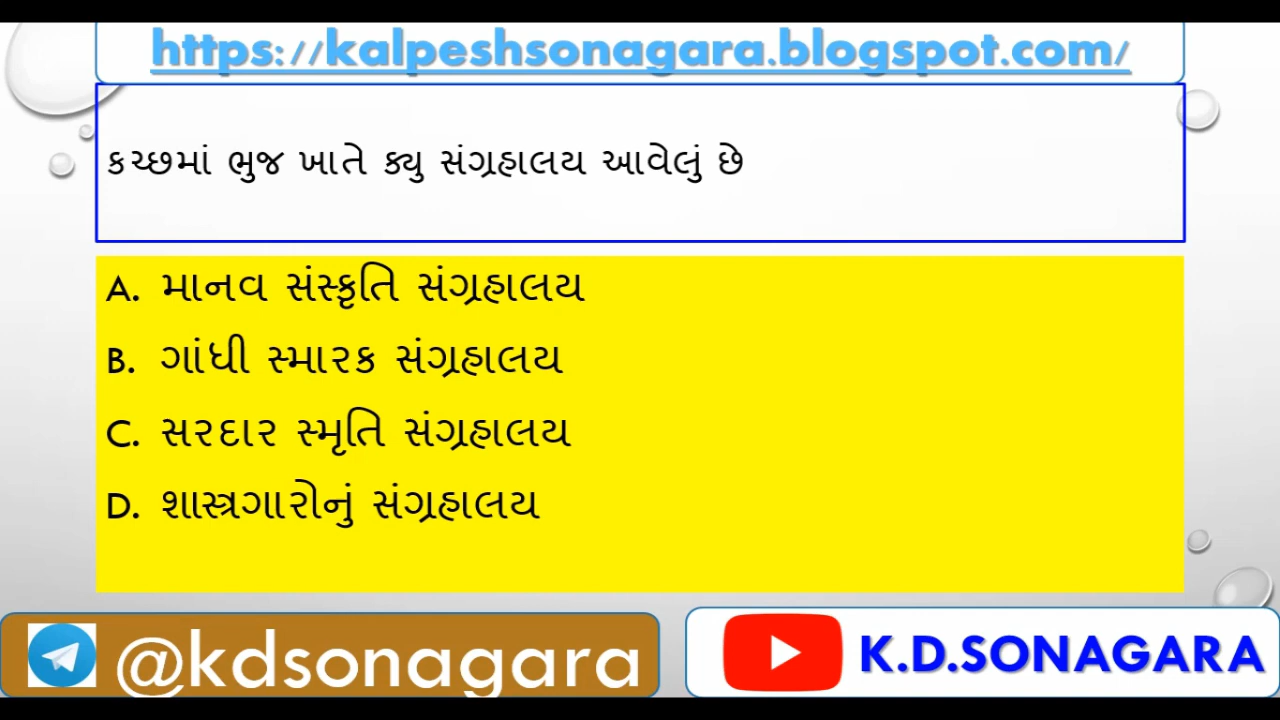 https://kalpeshsonagara.blogspot.com/
કચ્છમાં ભુજ ખાતે ક્યુ સંગ્રહાલય આવેલું છે
A. માનવ સંસ્કૃતિ સંગ્રહાલય
B. ગાંધી સ્મારક સંગ્રહાલય
C. સરદાર સ્મૃતિ સંગ્રહાલય
D. શાસ્ત્રગારોનું સંગ્રહાલય
@kdsonagara
K.D.SONAGARA